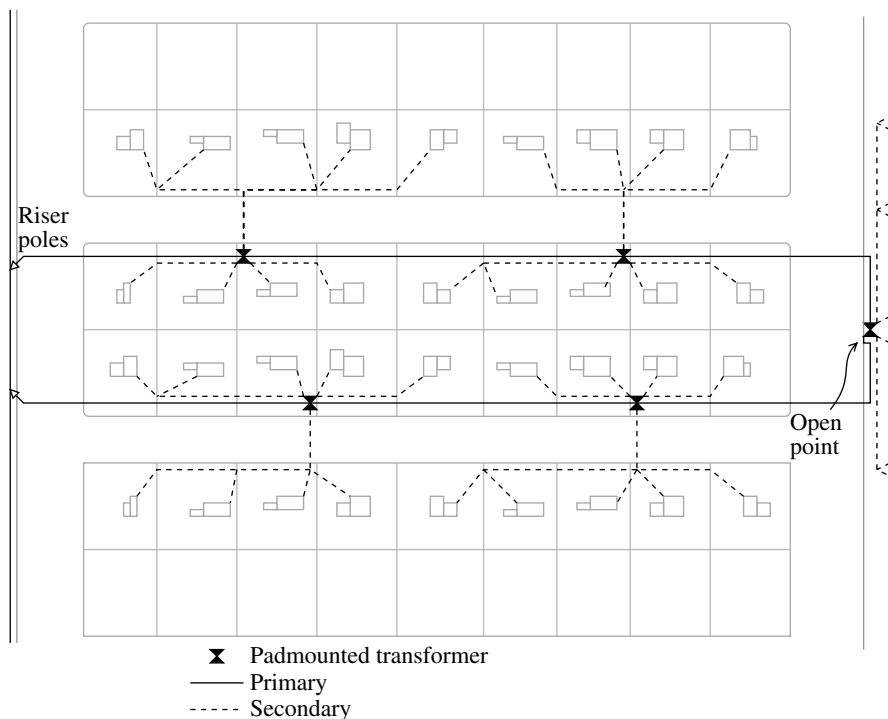 Riser
poles
Open
point
Padmounted transformer
Primary
Secondary